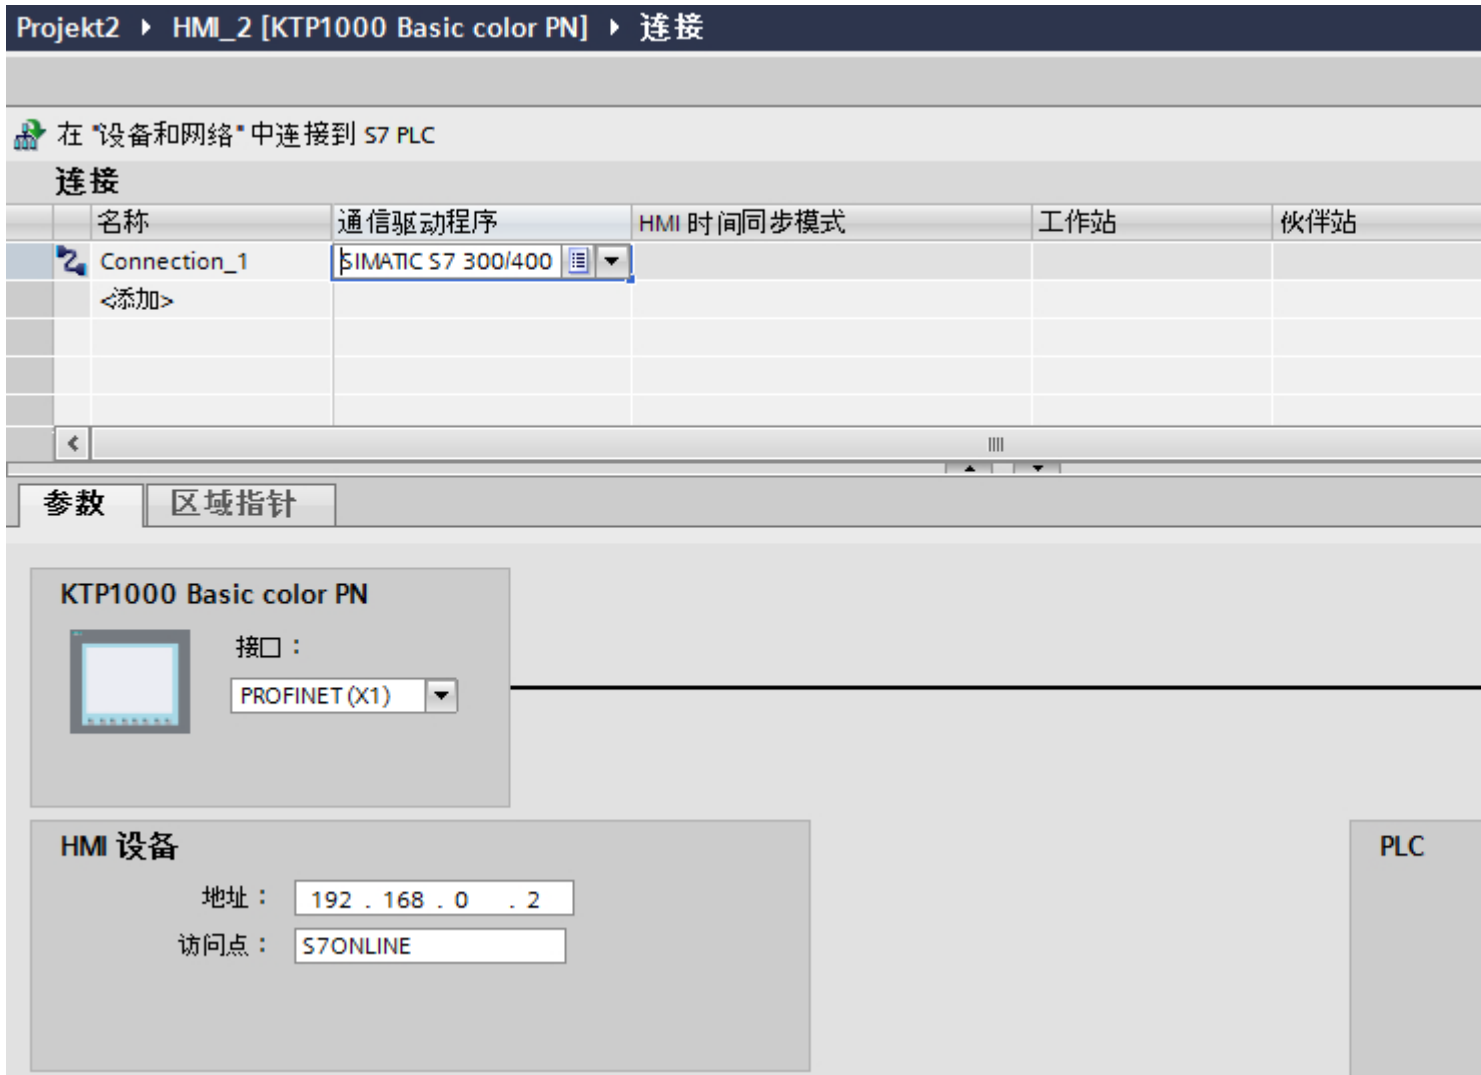 Projekt2 ▸ HMI_2 [KTP1000 Basic color PN] ▸ 连接
在 "设备和网络" 中连接到 S7 PLC
连接
名称 通信驱动程序 HMI 时间同步模式 工作站 伙伴站
Connection_1 SIMATIC S7 300/400
<添加>
参数 区域指针
KTP1000 Basic color PN
接口：
PROFINET (X1)
HMI 设备 PLC
地址： 192 . 168 . 0 . 2
访问点： S7ONLINE